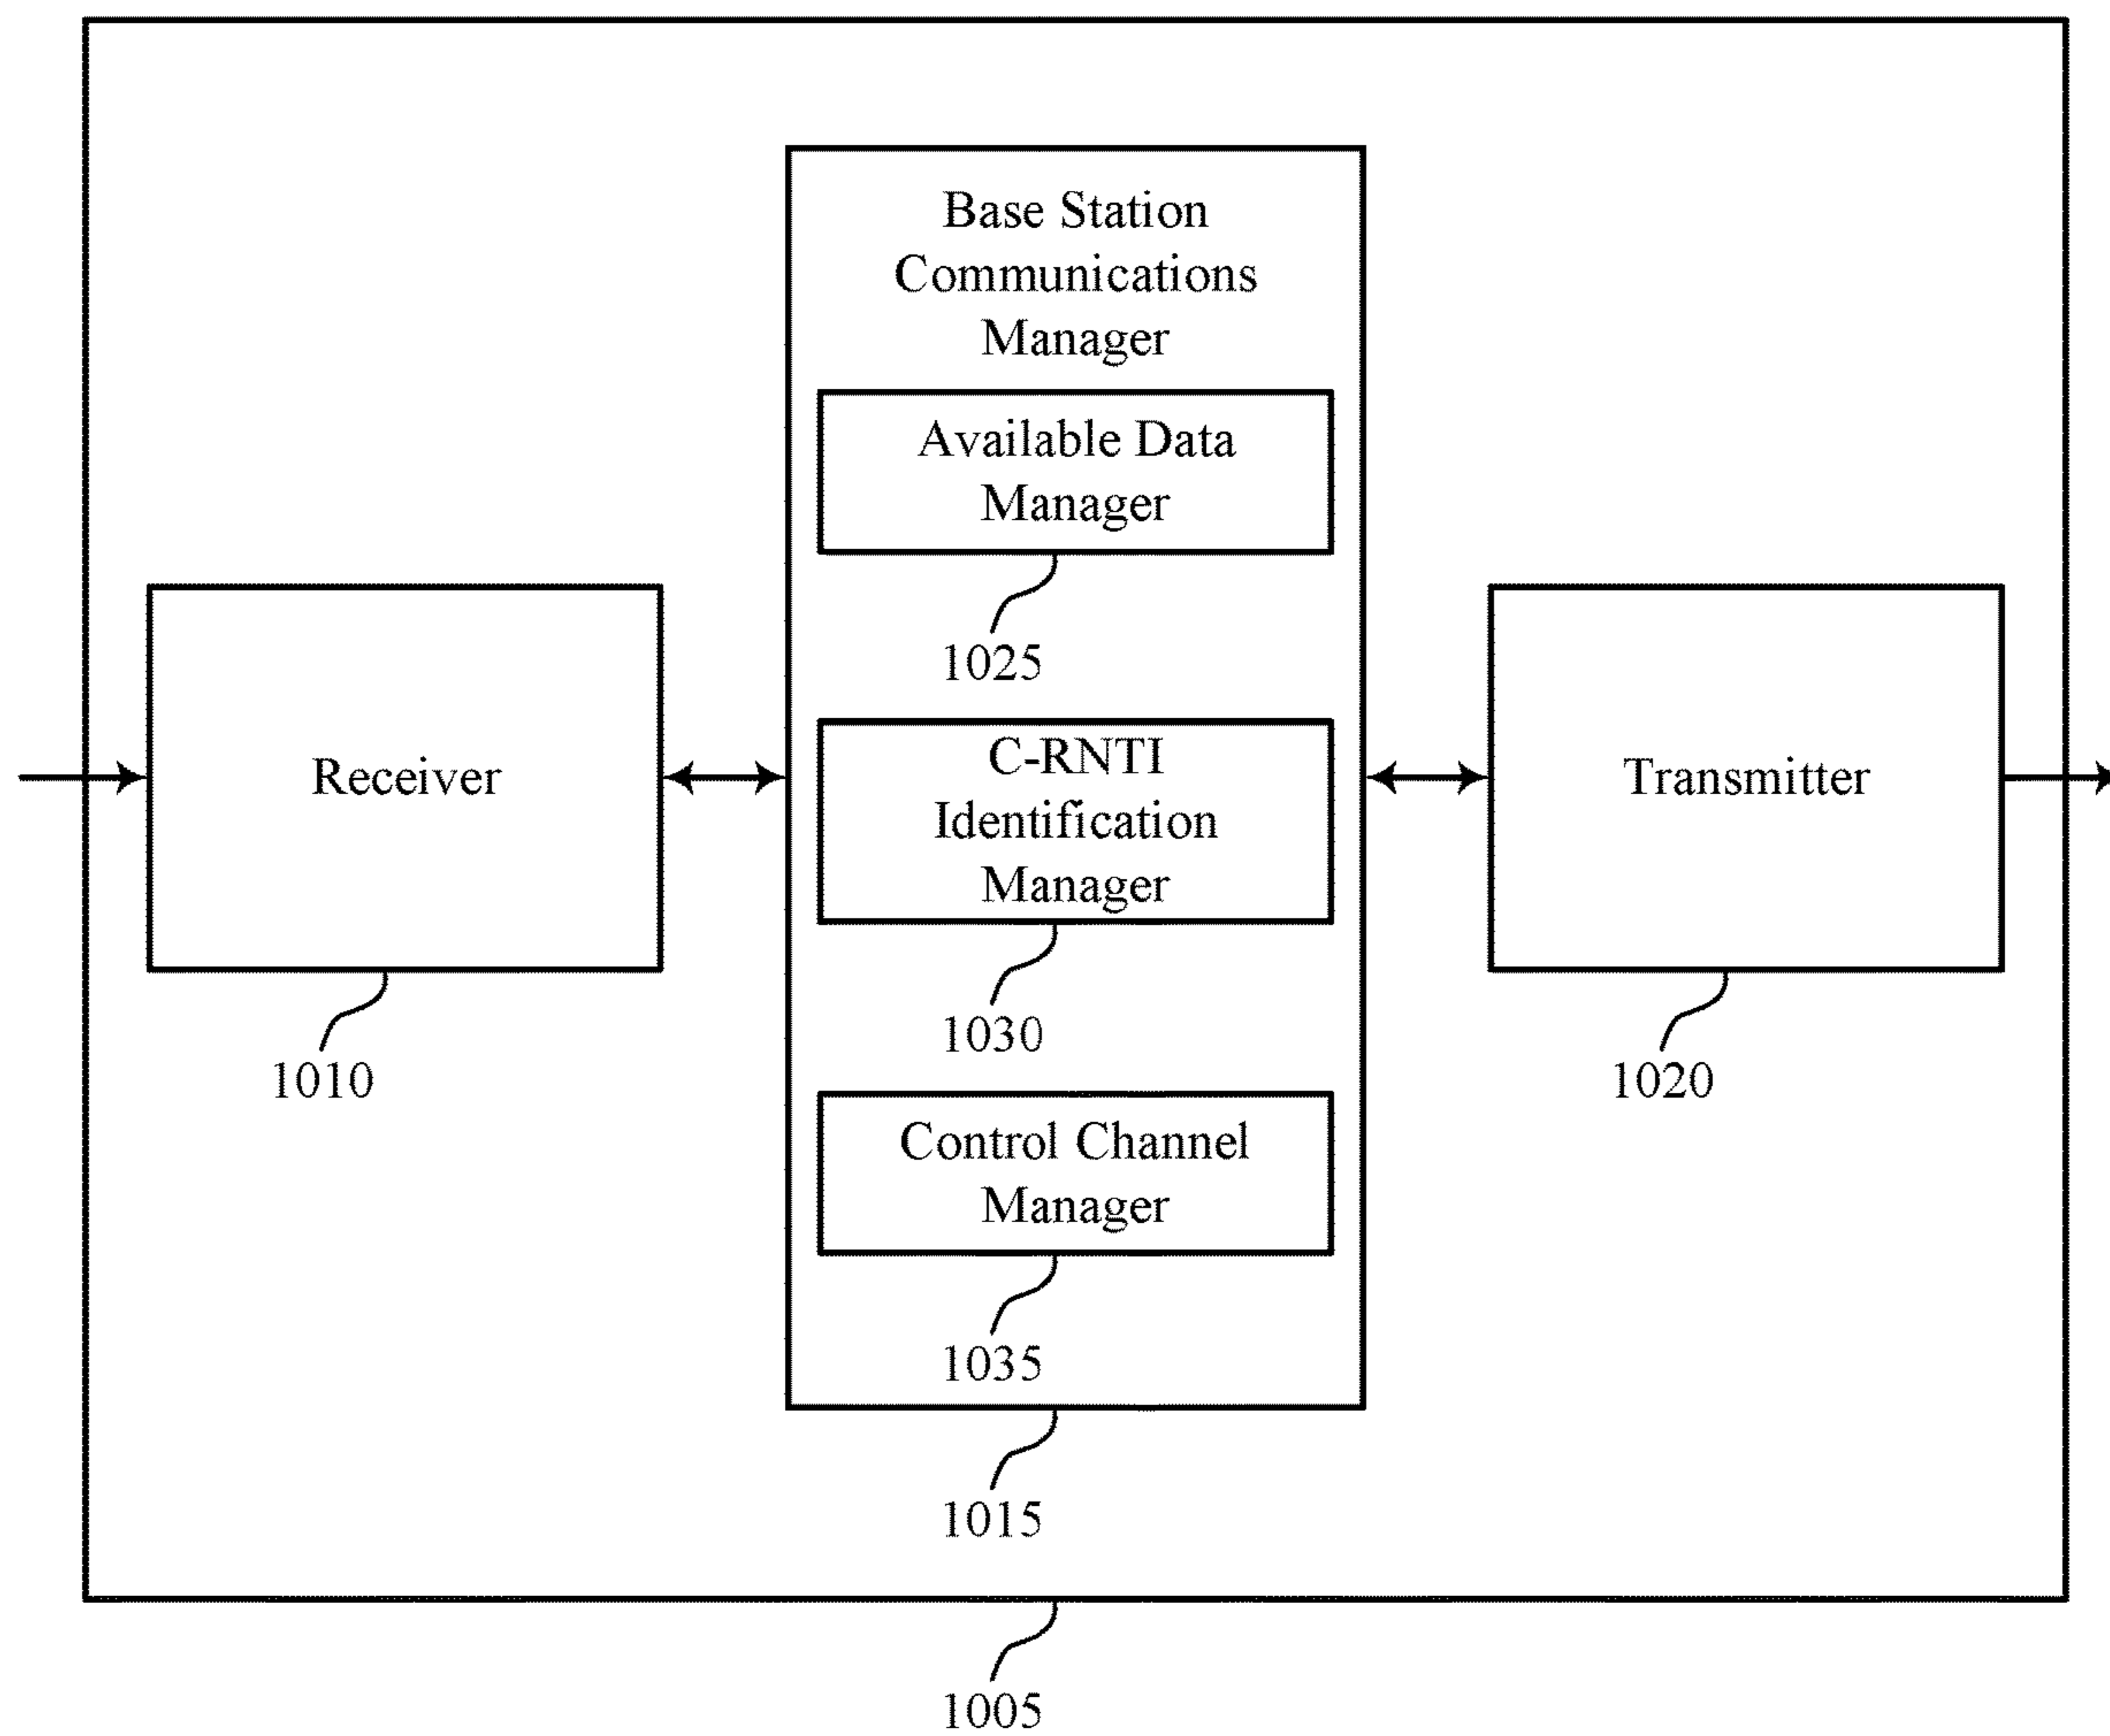 Base Station
Communications
Manager
Available Data
Manager
1025
Receiver
C-RNTI
Identification
Manager
Transmitter
1030
1010
1020
Control Channel
Manager
1035
1015
1005